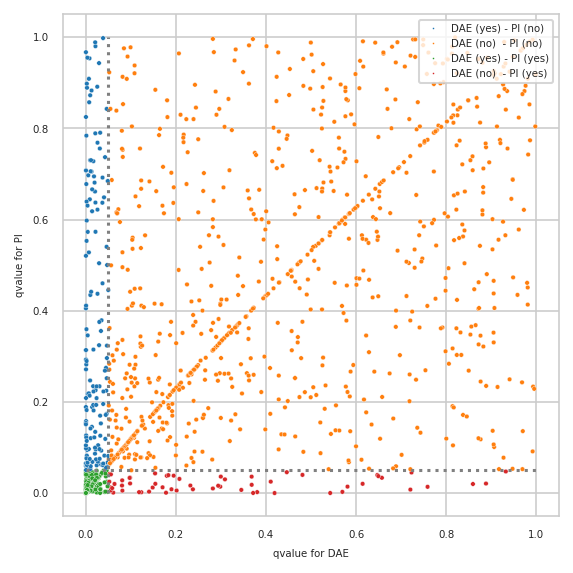 DAE (yes) - PI (no)
DAE (no)  - PI (no)
DAE (yes) - PI (yes)
DAE (no)  - PI (yes)
1.0
0.8
0.6
0.4
0.2
0.0
qvalue for PI
0.0 0.2 0.4 0.6 0.8 1.0
qvalue for DAE